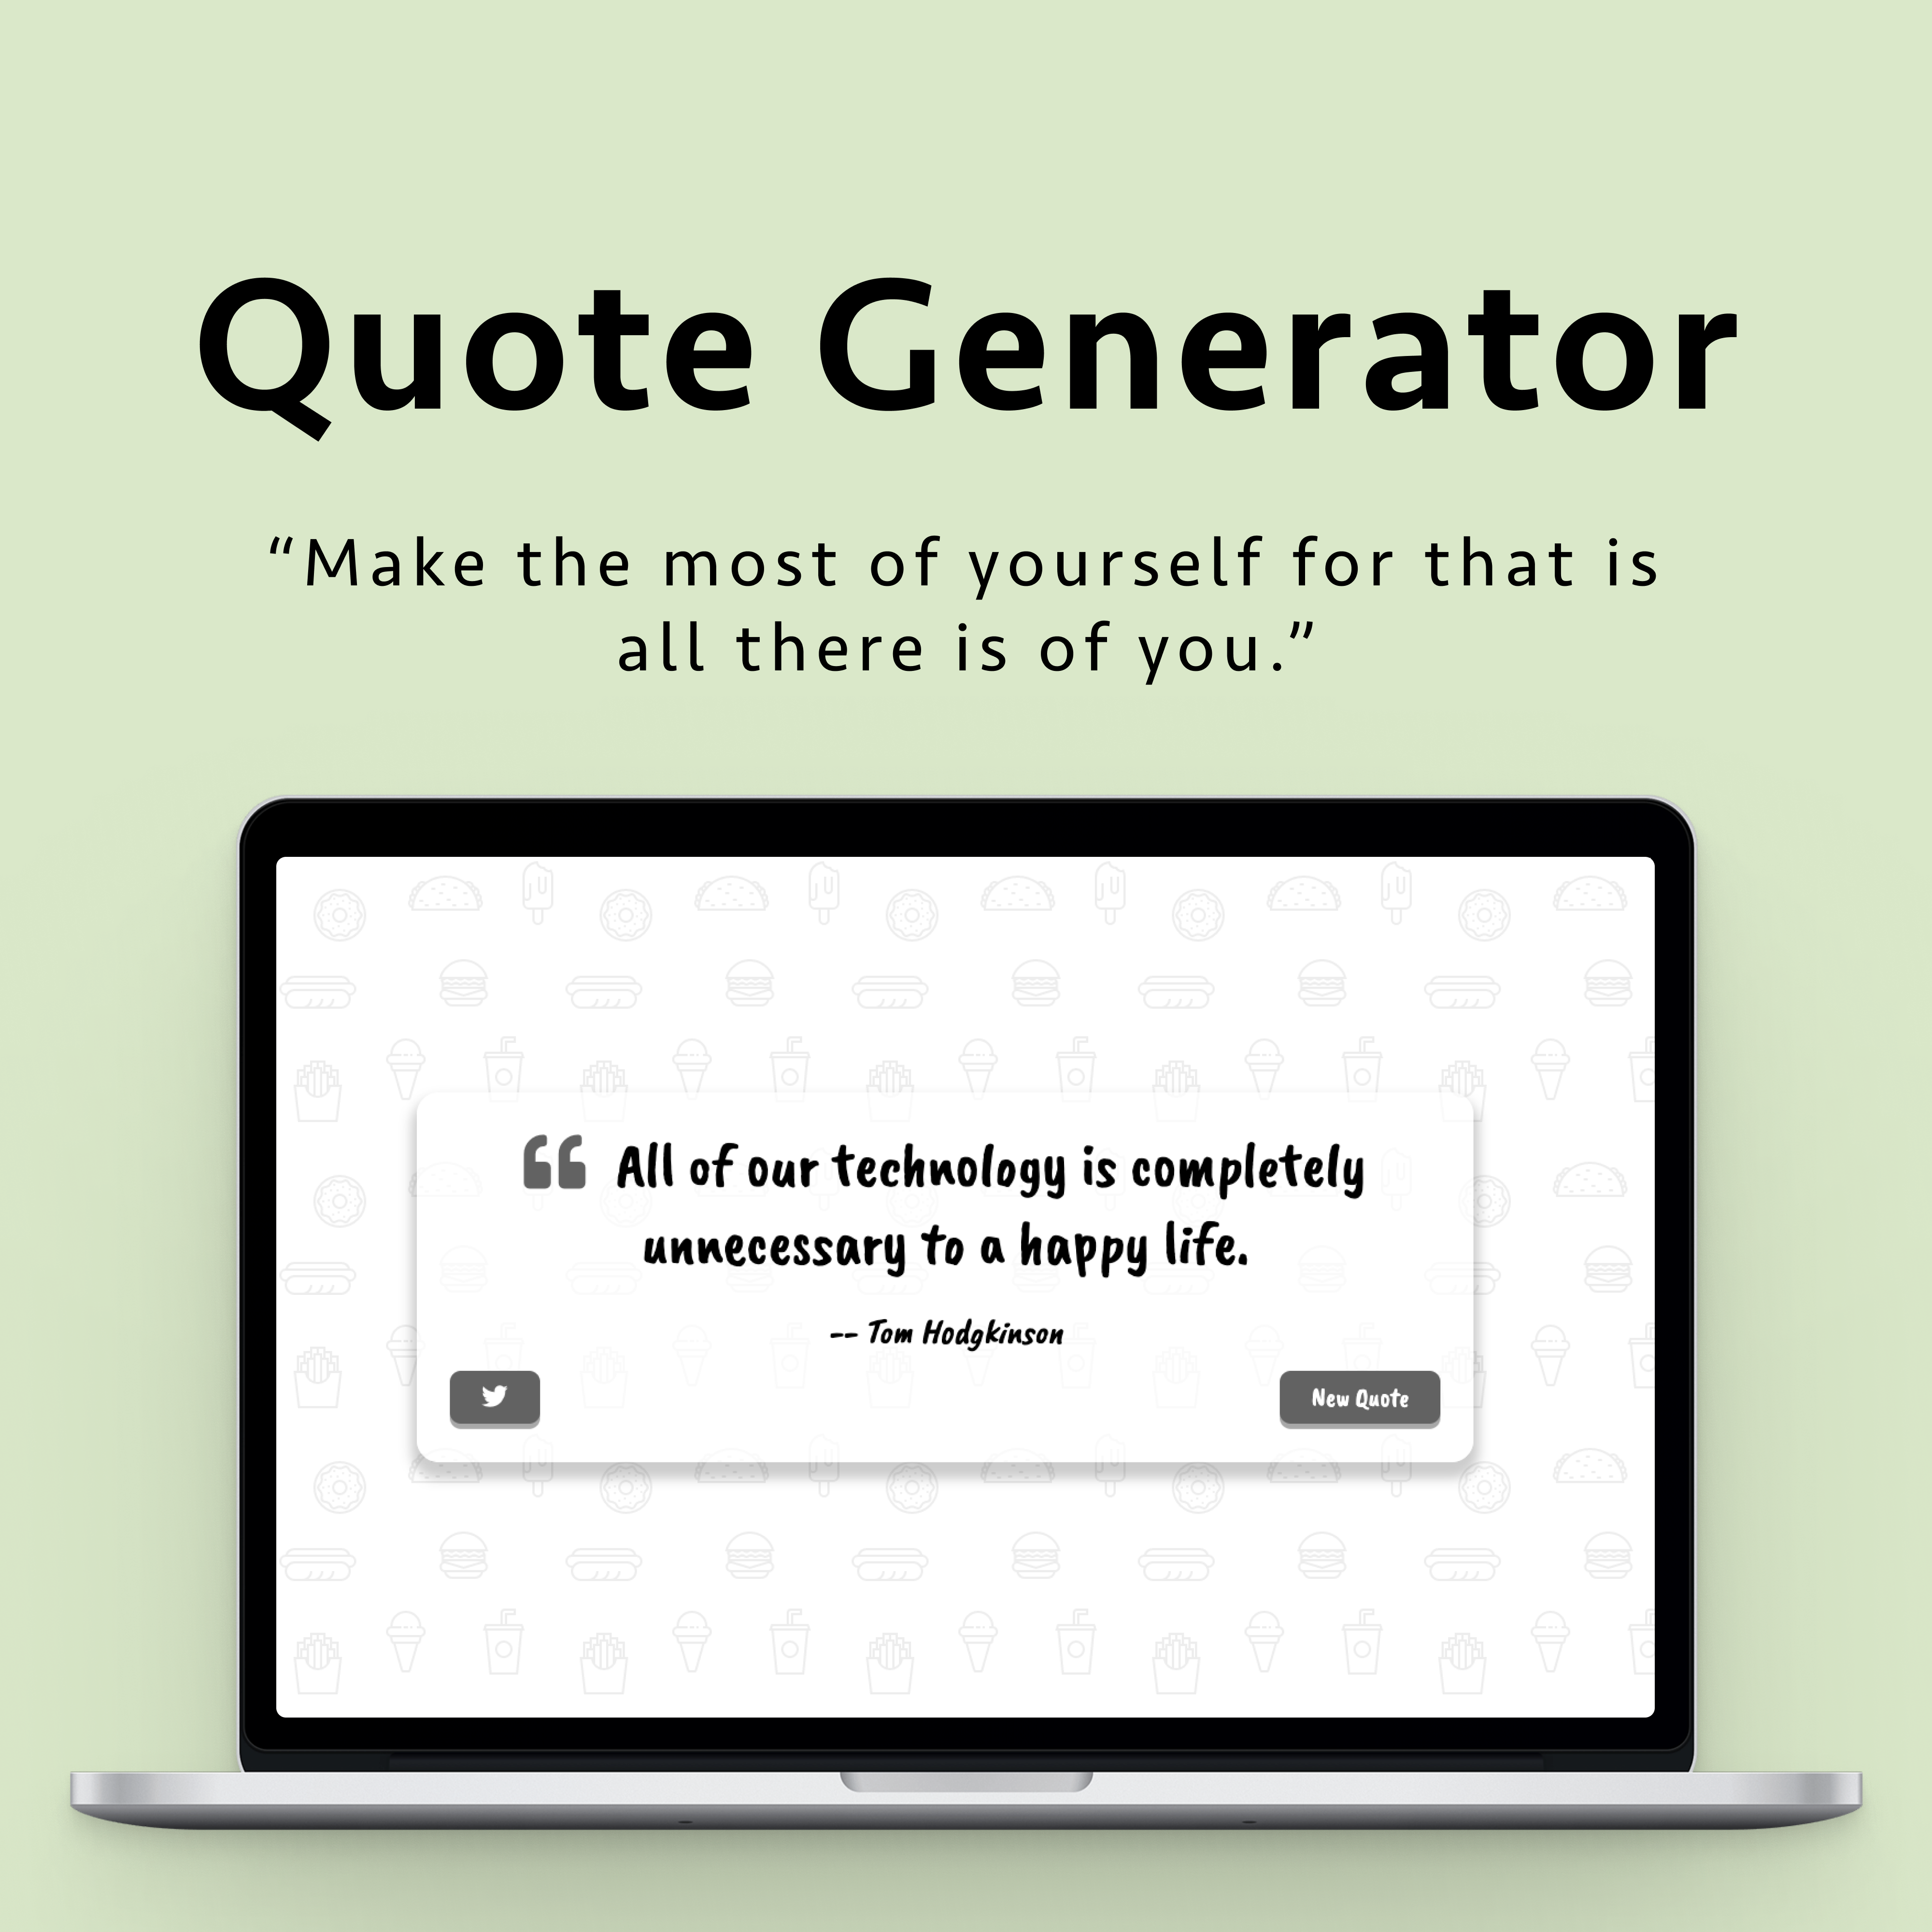 Quote Generator
“Make the most of yourself for that is
all there is of you.”
“ All of our technology is completely
unnecessary to a happy life.
-- Tom Hodgkinson
New Quote